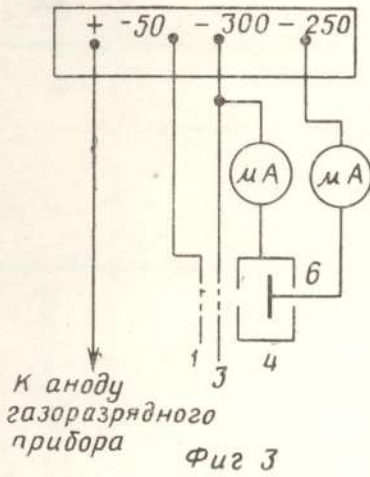 + -50 -300 -250
μA μA
6
1 3 4
К аноду
газоразрядного
прибора
Фиг 3